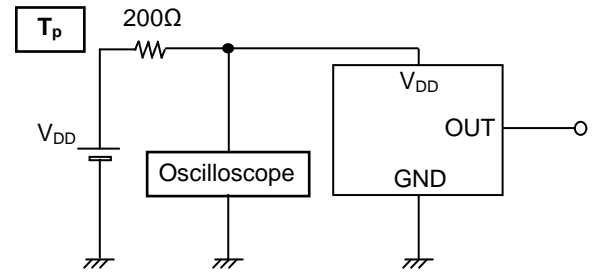 Tp
200Ω
VDD
Oscilloscope
VDD
OUT
GND